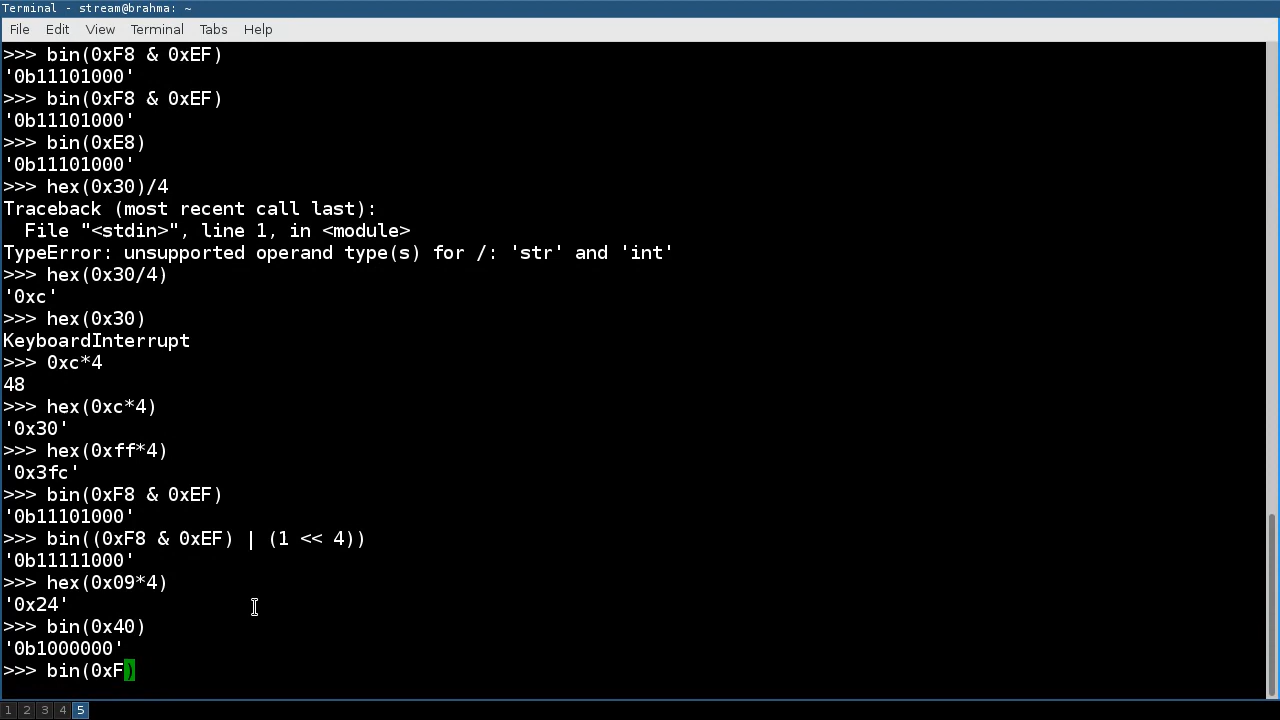 Terminal - stream@brahma: ~
File Edit View Terminal Tabs Help
>>> bin(0xF8 & 0xEF)
'0b11101000'
>>> bin(0xF8 & 0xEF)
'0b11101000'
>>> bin(0xE8)
'0b11101000'
>>> hex(0x30)/4
Traceback (most recent call last):
  File "<stdin>", line 1, in <module>
TypeError: unsupported operand type(s) for /: 'str' and 'int'
>>> hex(0x30/4)
'0xc'
>>> hex(0x30)
KeyboardInterrupt
>>> 0xc*4
48
>>> hex(0xc*4)
'0x30'
>>> hex(0xff*4)
'0x3fc'
>>> bin(0xF8 & 0xEF)
'0b11101000'
>>> bin((0xF8 & 0xEF) | (1 << 4))
'0b11111000'
>>> hex(0x09*4)
'0x24'
>>> bin(0x40)
'0b1000000'
>>> bin(0xF)
1 2 3 4 5